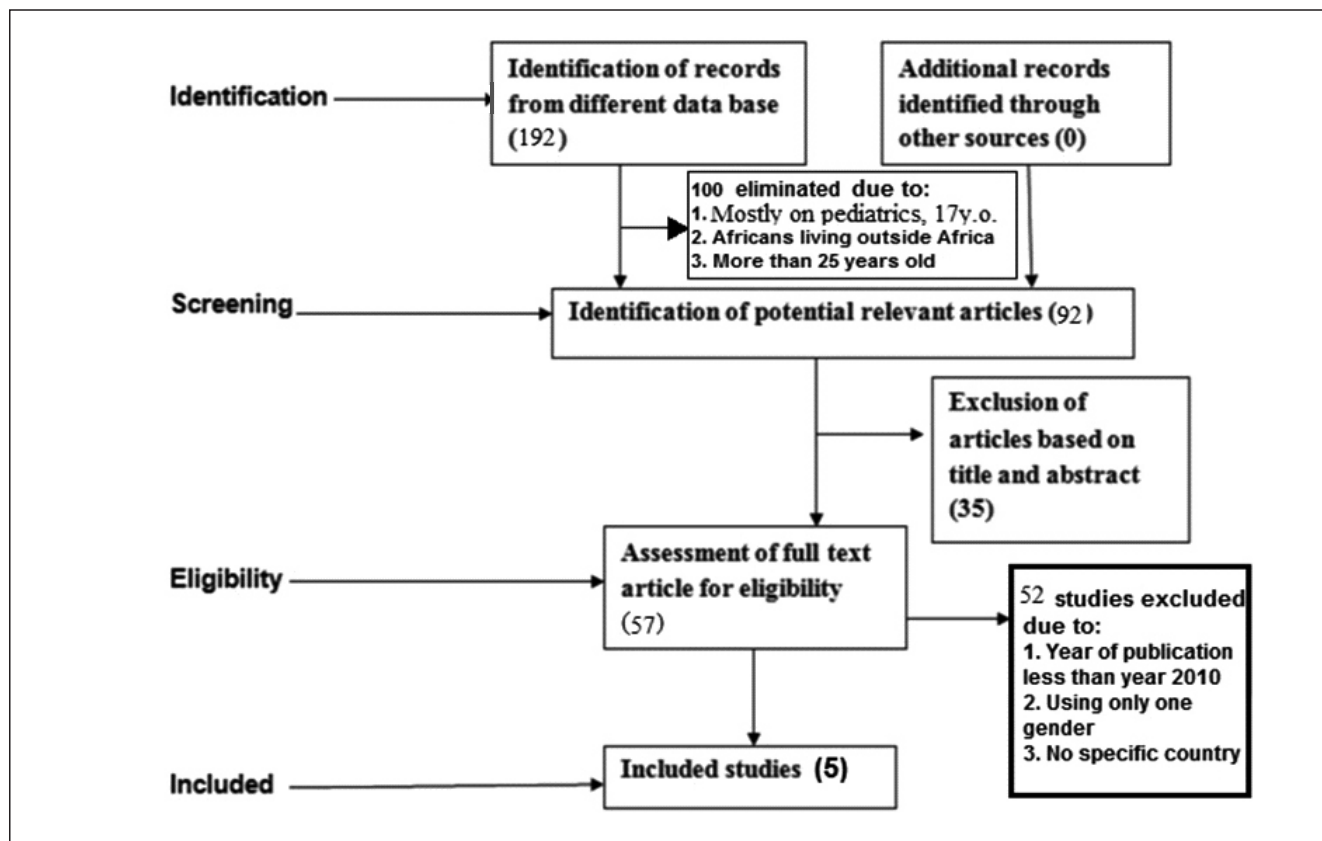 Identification
Identification of records
from different data base
(192)
Additional records
identified through
other sources (0)
100 eliminated due to:
1. Mostly on pediatrics, 17y.o.
2. Africans living outside Africa
3. More than 25 years old
Screening
Identification of potential relevant articles (92)
Exclusion of
articles based on
title and abstract
(35)
Eligibility
Assessment of full text
article for eligibility
(57)
52 studies excluded
due to:
1. Year of publication
less than year 2010
2. Using only one
gender
3. No specific country
Included
Included studies (5)